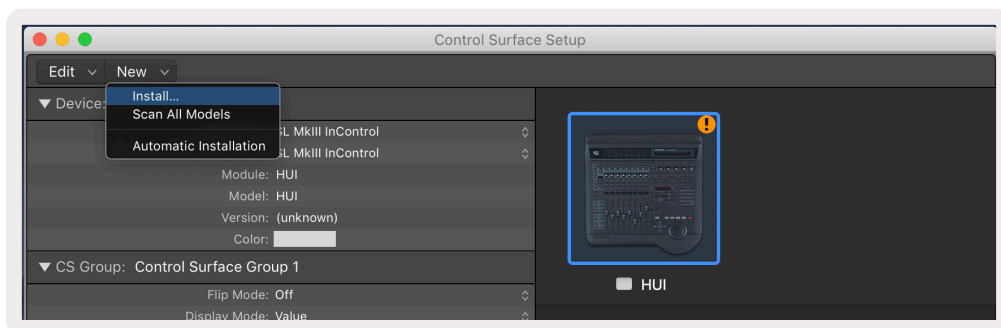 Control Surface Setup
Edit New
Install...
Scan All Models
Automatic Installation
Device:
SL MkIII InControl
SL MkIII InControl
Module: HUI
Model: HUI
Version: (unknown)
Color:
CS Group: Control Surface Group 1
Flip Mode: Off
Display Mode: Value
HUI